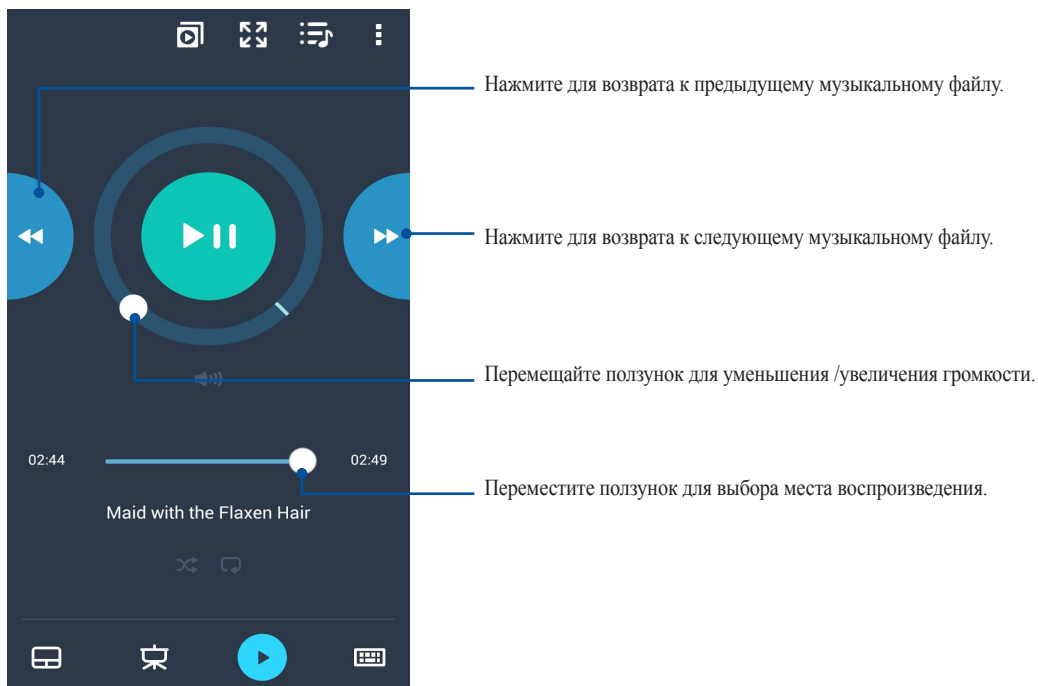 Нажмите для возврата к предыдущему музыкальному файлу.
Нажмите для возврата к следующему музыкальному файлу.
Перемещайте ползунок для уменьшения /увеличения громкости.
02:44
02:49
Переместите ползунок для выбора места воспроизведения.
Maid with the Flaxen Hair